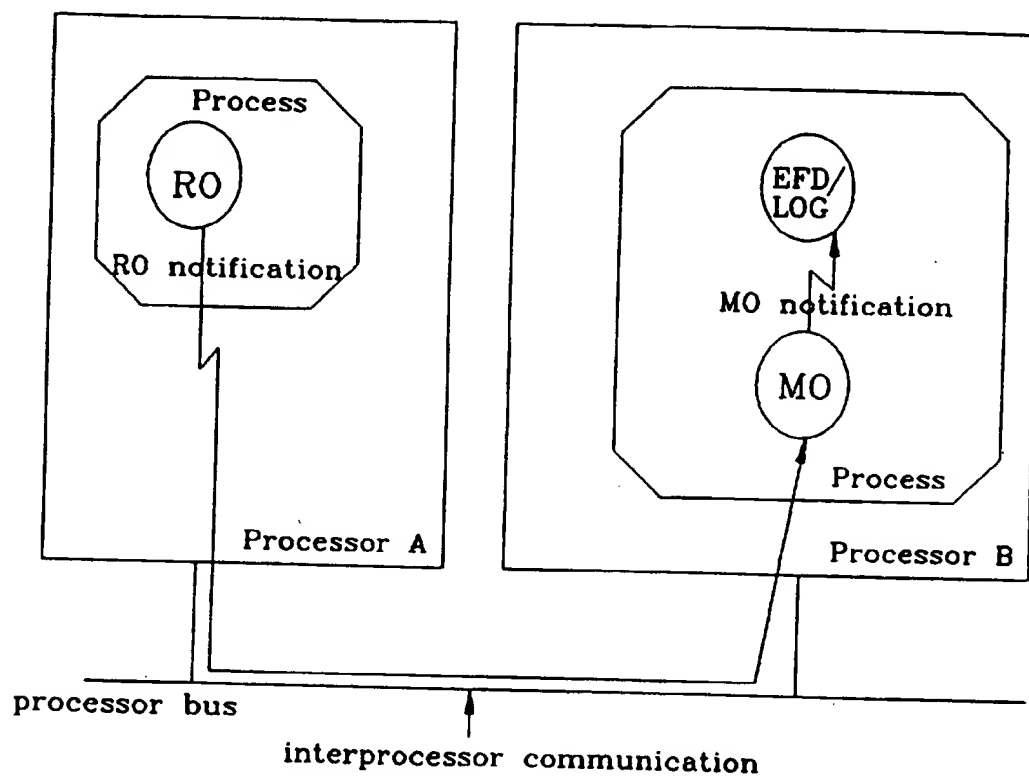 Process
RO
RO notification
Processor A
EFD/
LOG
MO notification
MO
Process
Processor B
processor bus
interprocessor communication